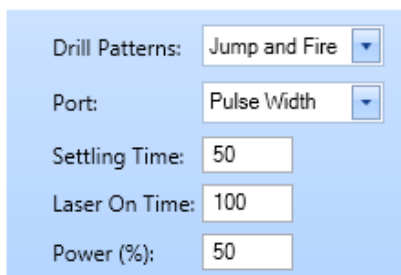 Drill Patterns: Jump and Fire
Port: Pulse Width
Settling Time: 50
Laser On Time: 100
Power (%): 50